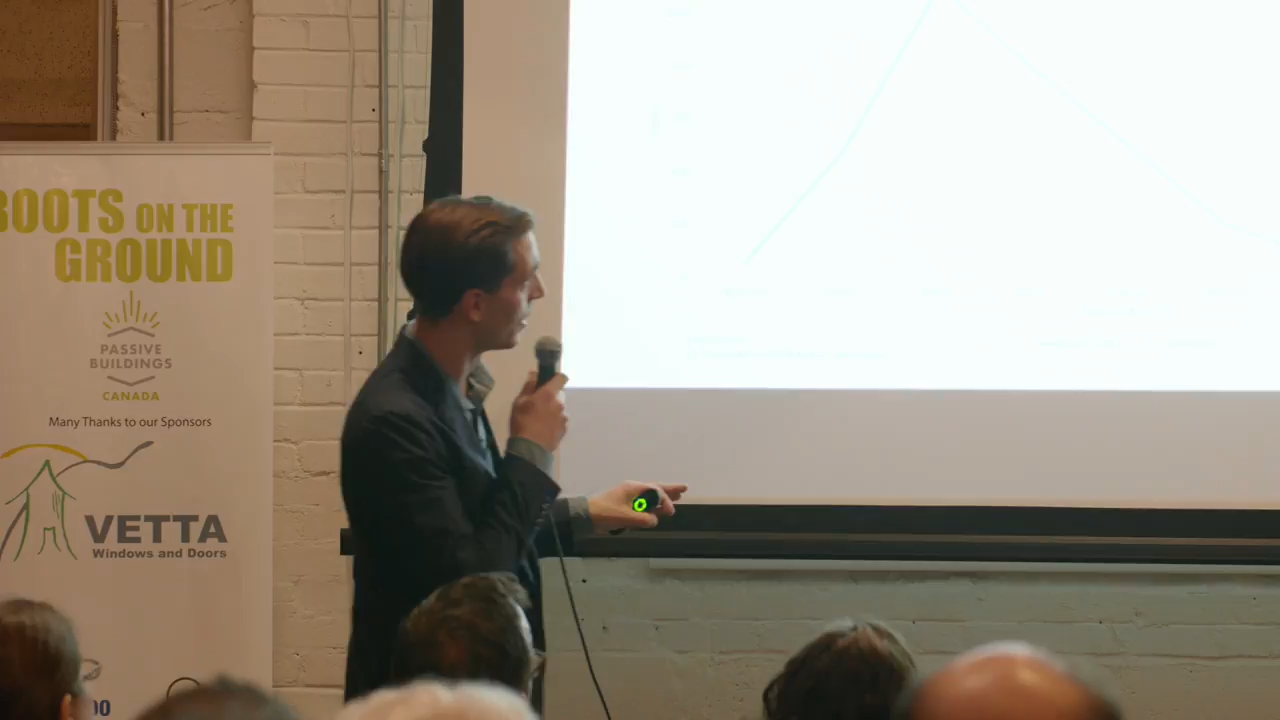 BOOTS ON THE
GROUND
PASSIVE
BUILDINGS
CANADA
Many Thanks to our Sponsors
VETTA
Windows and Doors